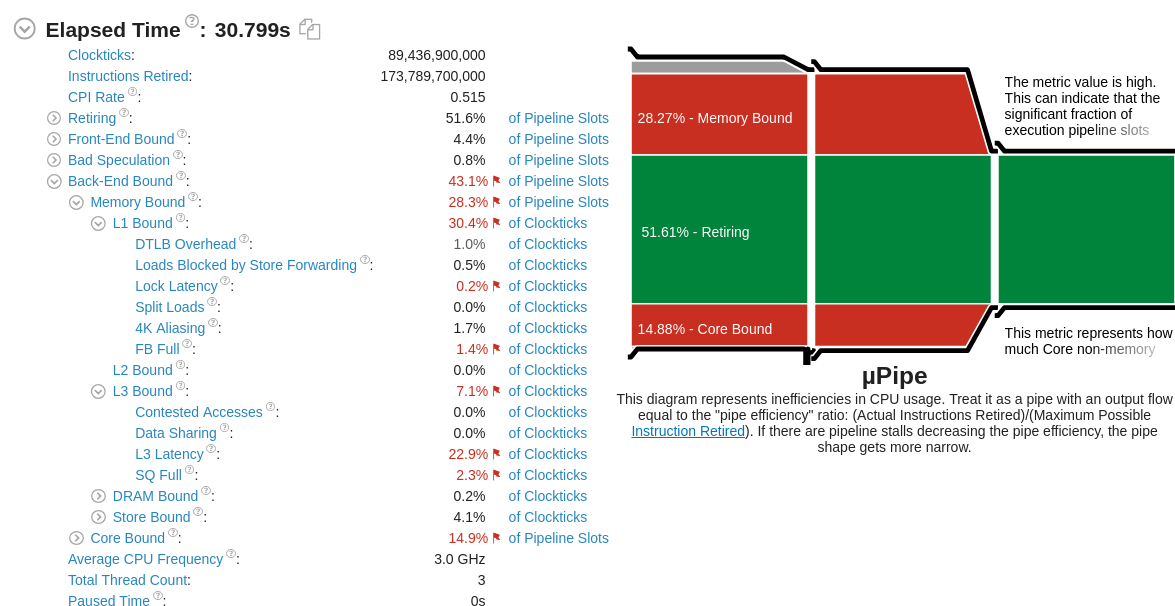 Elapsed Time ?: 30.799s
Clockticks: 89,436,900,000
Instructions Retired: 173,789,700,000
CPI Rate ?: 0.515
Retiring ?: 51.6% of Pipeline Slots
Front-End Bound ?: 4.4% of Pipeline Slots
Bad Speculation ?: 0.8% of Pipeline Slots
Back-End Bound ?: 43.1% of Pipeline Slots
Memory Bound ?: 28.3% of Pipeline Slots
L1 Bound ?: 30.4% of Clockticks
DTLB Overhead ?: 1.0% of Clockticks
Loads Blocked by Store Forwarding ?: 0.5% of Clockticks
Lock Latency ?: 0.2% of Clockticks
Split Loads ?: 0.0% of Clockticks
4K Aliasing ?: 1.7% of Clockticks
FB Full ?: 1.4% of Clockticks
L2 Bound ?: 0.0% of Clockticks
L3 Bound ?: 7.1% of Clockticks
Contested Accesses ?: 0.0% of Clockticks
Data Sharing ?: 0.0% of Clockticks
L3 Latency ?: 22.9% of Clockticks
SQ Full ?: 2.3% of Clockticks
DRAM Bound ?: 0.2% of Clockticks
Store Bound ?: 4.1% of Clockticks
Core Bound ?: 14.9% of Pipeline Slots
Average CPU Frequency ?: 3.0 GHz
Total Thread Count: 3
Paused Time ?: 0s
28.27% - Memory Bound
51.61% - Retiring
14.88% - Core Bound
The metric value is high.
This can indicate that the
significant fraction of
execution pipeline slots
This metric represents how
much Core non-memory
µPipe
This diagram represents inefficiencies in CPU usage. Treat it as a pipe with an output flow
equal to the "pipe efficiency" ratio: (Actual Instructions Retired)/(Maximum Possible
Instruction Retired). If there are pipeline stalls decreasing the pipe efficiency, the pipe
shape gets more narrow.